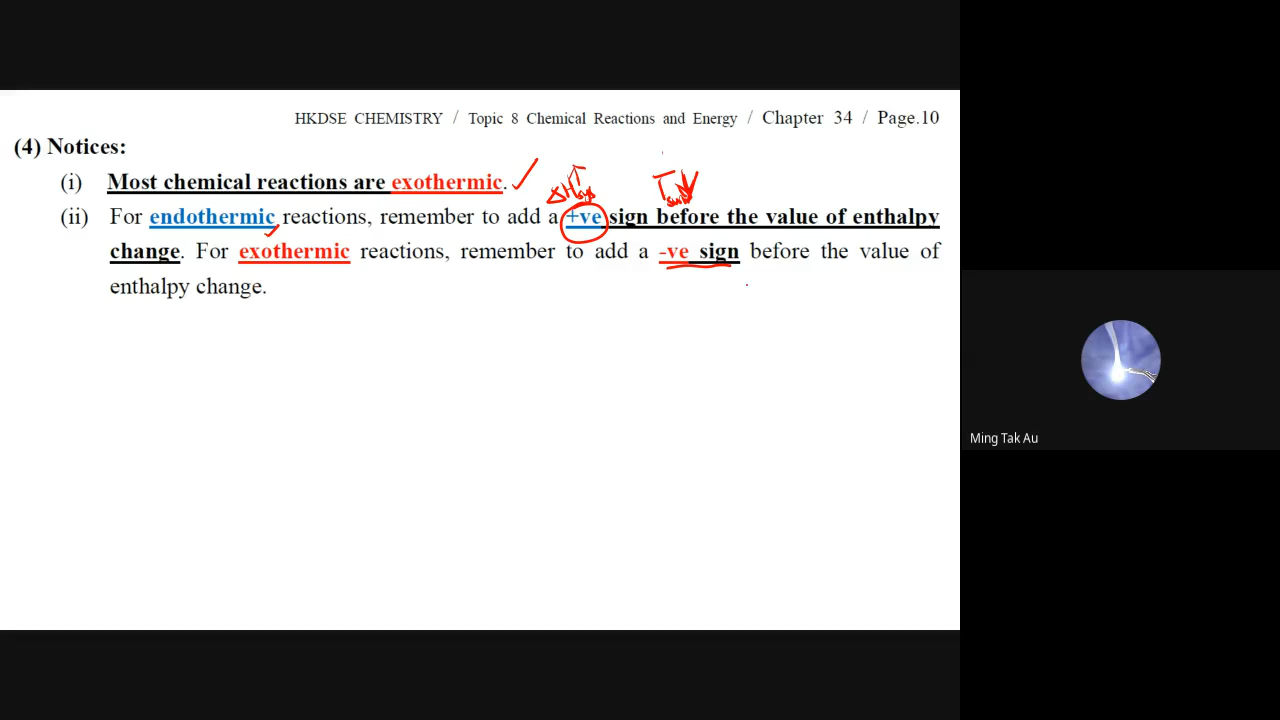 HKDSE CHEMISTRY / Topic 8 Chemical Reactions and Energy / Chapter 34 / Page.10
(4) Notices:
(i) Most chemical reactions are exothermic.
ΔHsys↑ Tsurr↓
(ii) For endothermic reactions, remember to add a +ve sign before the value of enthalpy
change. For exothermic reactions, remember to add a -ve sign before the value of
enthalpy change.
Ming Tak Au